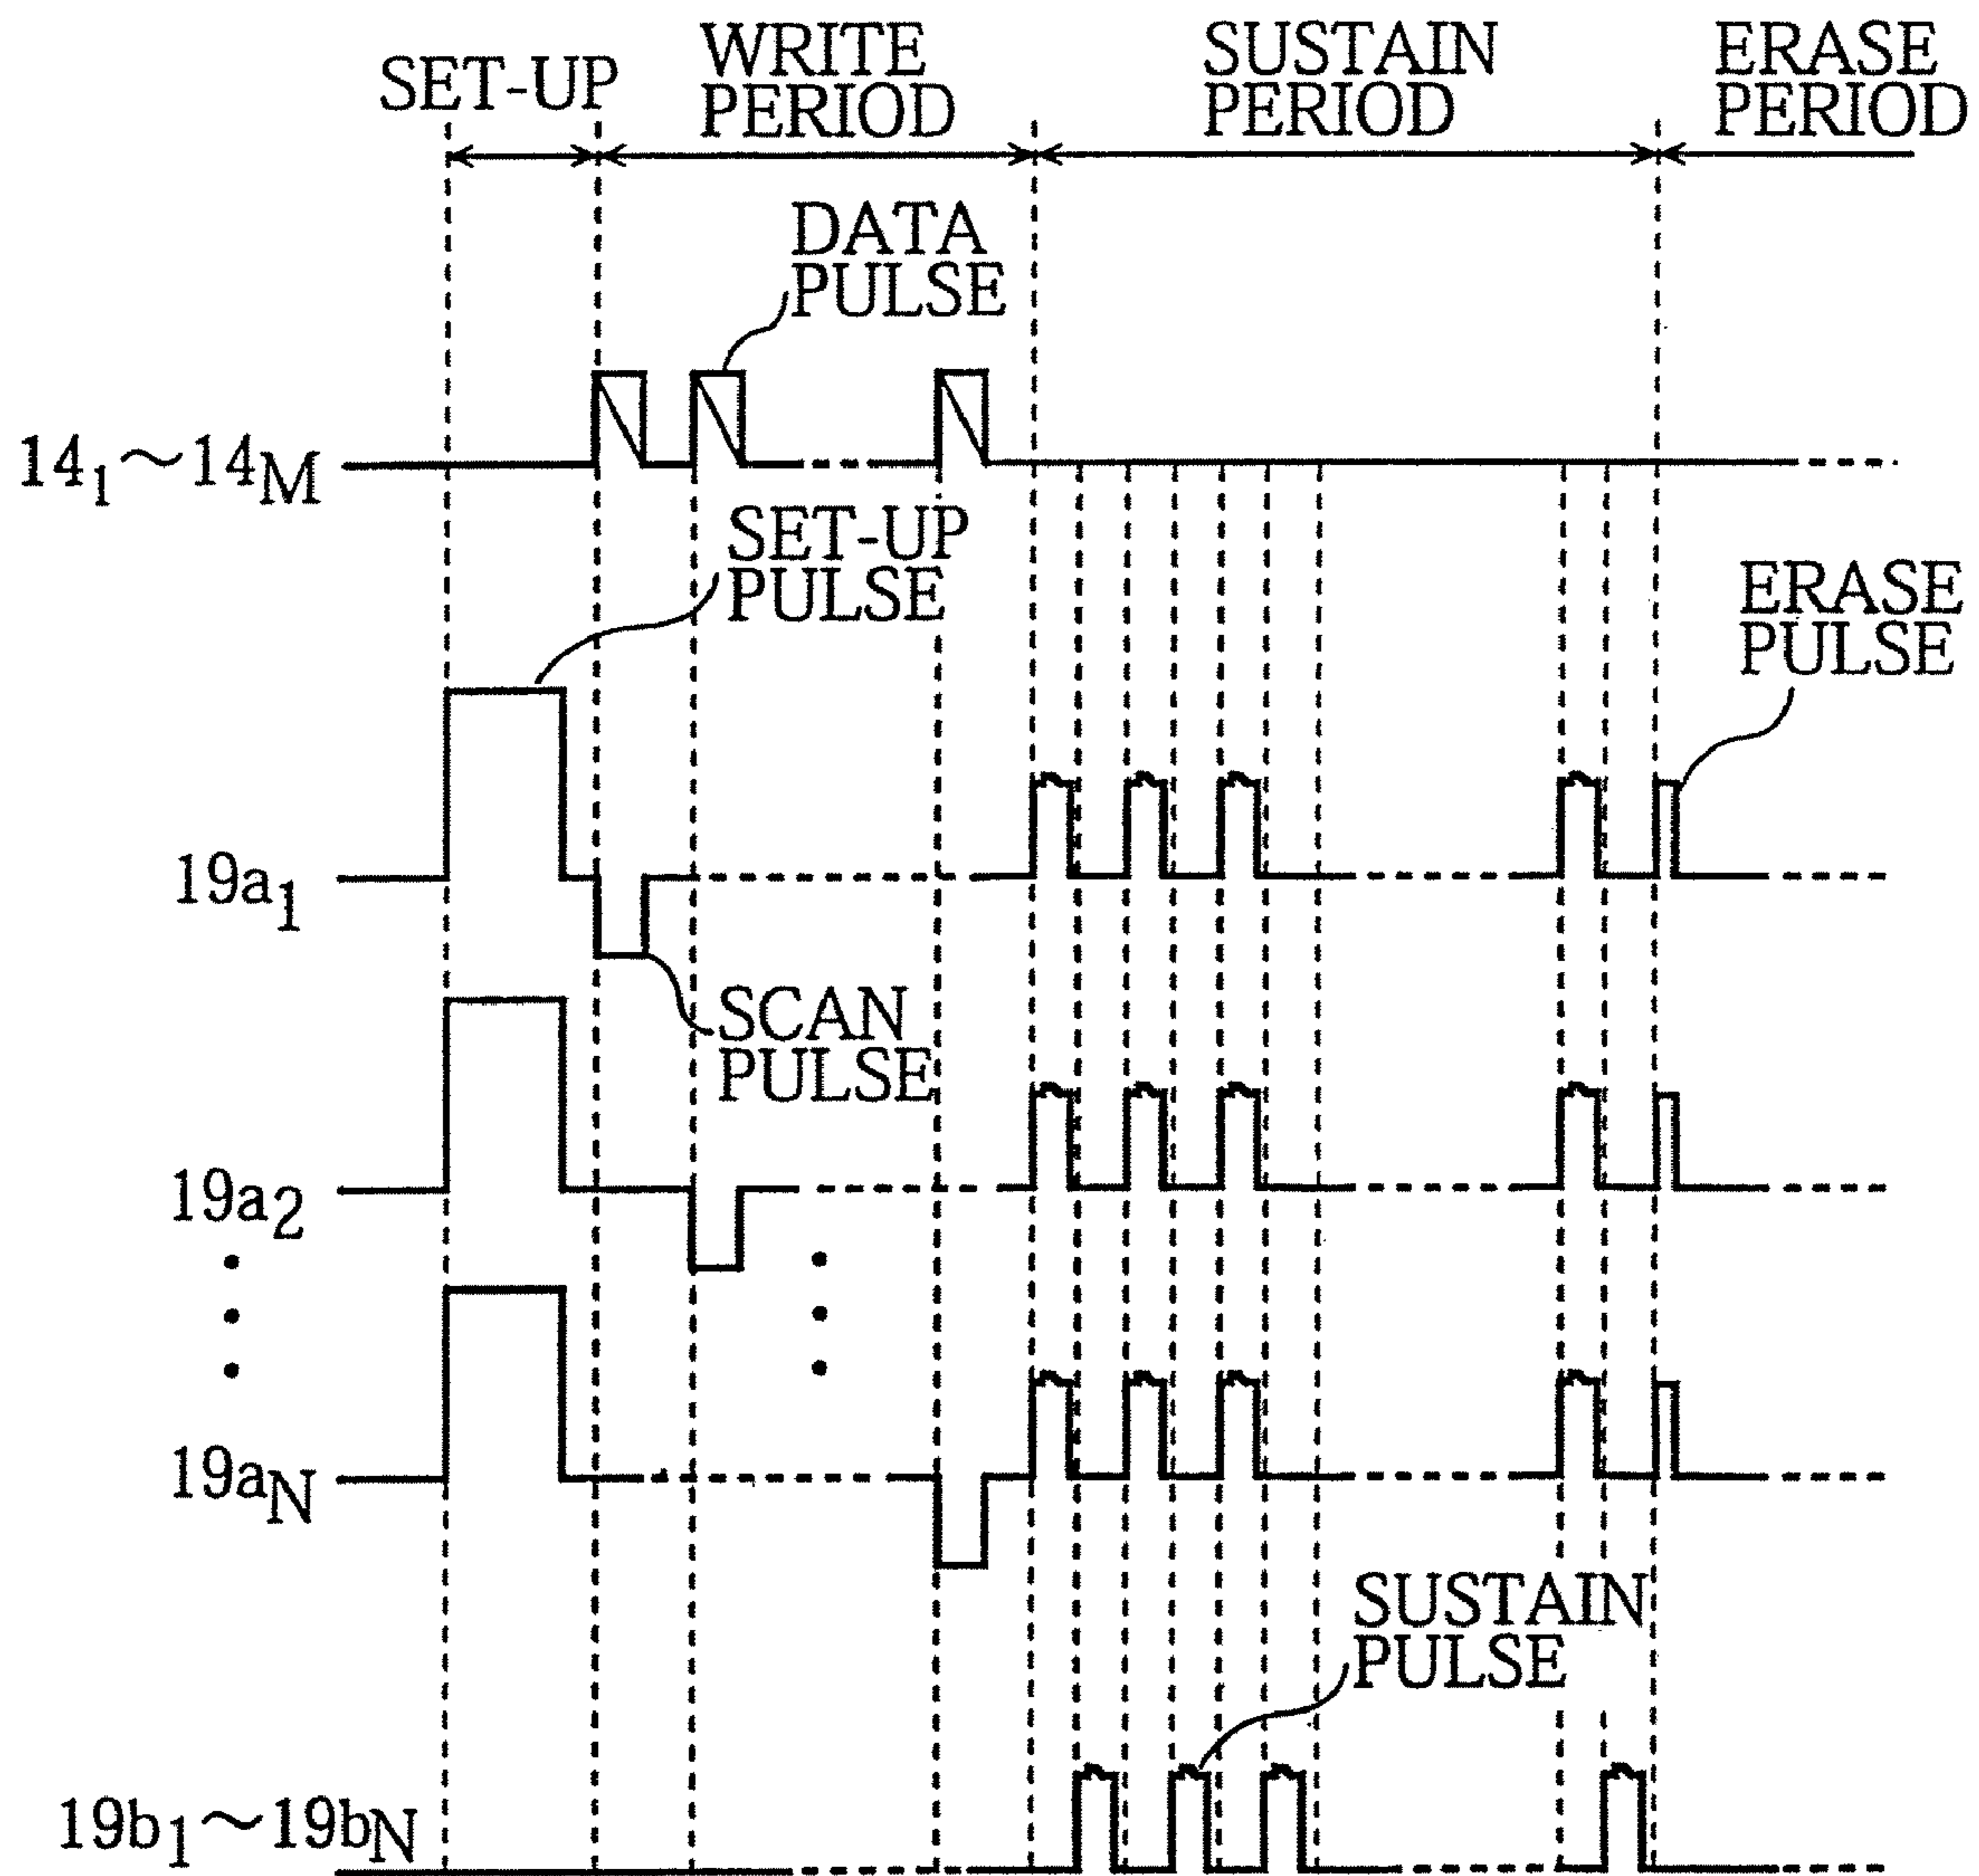 SET-UP
WRITE
PERIOD
SUSTAIN
PERIOD
ERASE
PERIOD
DATA
PULSE
14₁～14M
SET-UP
PULSE
ERASE
PULSE
19a₁
SCAN
PULSE
19a₂
19aN
SUSTAIN
PULSE
19b₁～19bN